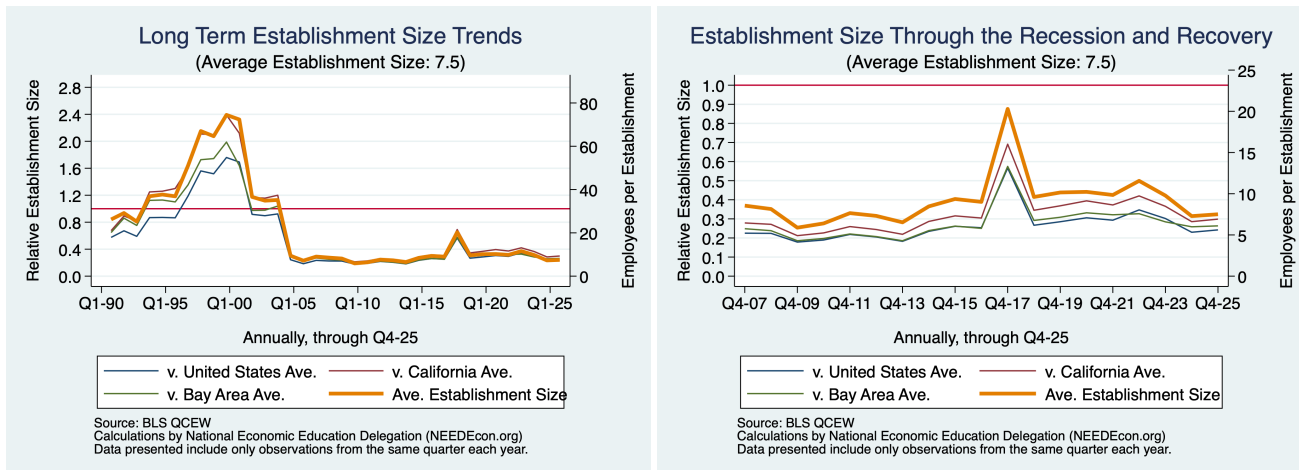 Long Term Establishment Size Trends
(Average Establishment Size: 7.5)
Relative Establishment Size
2.8
2.4
2.0
1.6
1.2
0.8
0.4
0.0
80
60
40
20
0
Employees per Establishment
Q1-90 Q1-95 Q1-00 Q1-05 Q1-10 Q1-15 Q1-20 Q1-25
Annually, through Q4-25
v. United States Ave. v. California Ave.
v. Bay Area Ave. Ave. Establishment Size
Source: BLS QCEW
Calculations by National Economic Education Delegation (NEEDEcon.org)
Data presented include only observations from the same quarter each year.
Establishment Size Through the Recession and Recovery
(Average Establishment Size: 7.5)
Relative Establishment Size
1.0
0.9
0.8
0.7
0.6
0.5
0.4
0.3
0.2
0.1
0.0
25
20
15
10
5
0
Employees per Establishment
Q4-07 Q4-09 Q4-11 Q4-13 Q4-15 Q4-17 Q4-19 Q4-21 Q4-23 Q4-25
Annually, through Q4-25
v. United States Ave. v. California Ave.
v. Bay Area Ave. Ave. Establishment Size
Source: BLS QCEW
Calculations by National Economic Education Delegation (NEEDEcon.org)
Data presented include only observations from the same quarter each year.